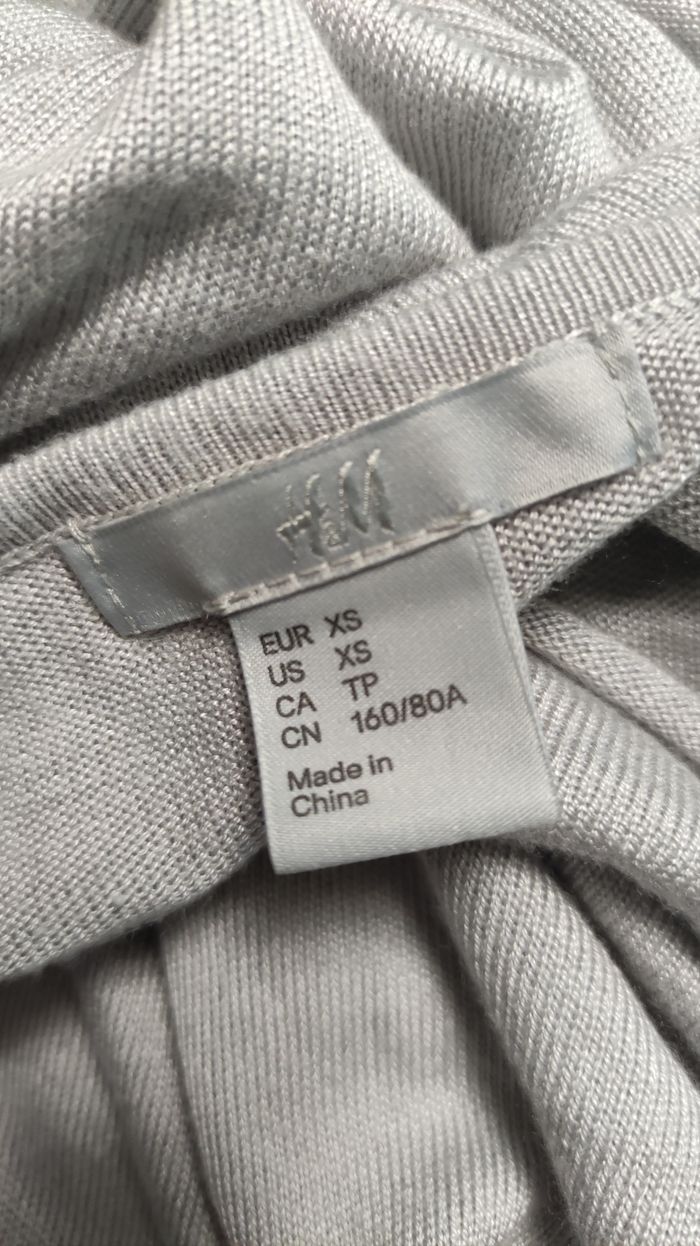 H&M
EUR XS
US XS
CA TP
CN 160/80A
Made in
China